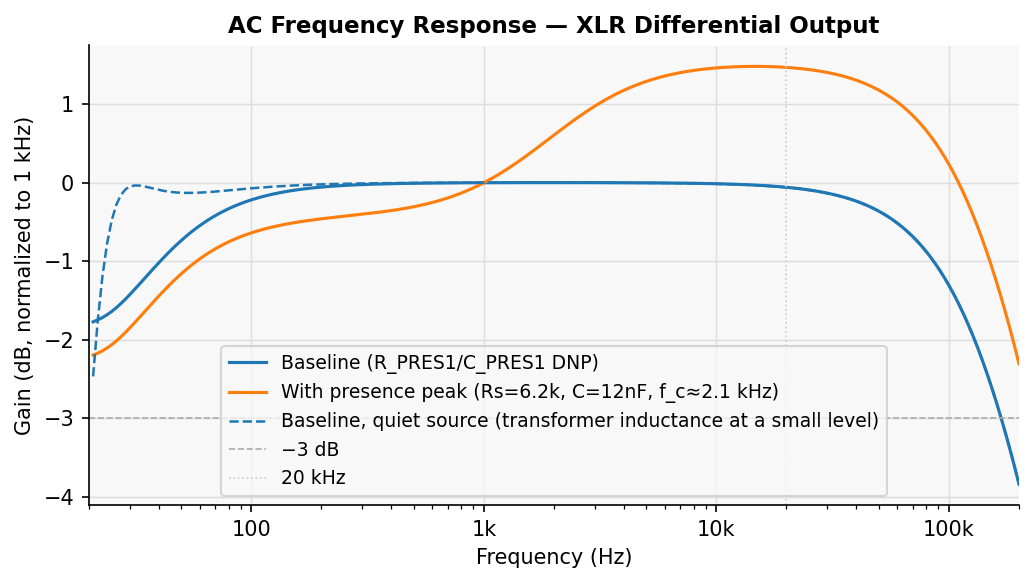 AC Frequency Response — XLR Differential Output
Gain (dB, normalized to 1 kHz)
1
0
−1
−2
−3
−4
Baseline (R_PRES1/C_PRES1 DNP)
With presence peak (Rs=6.2k, C=12nF, f_c≈2.1 kHz)
Baseline, quiet source (transformer inductance at a small level)
−3 dB
20 kHz
100 1k 10k 100k
Frequency (Hz)